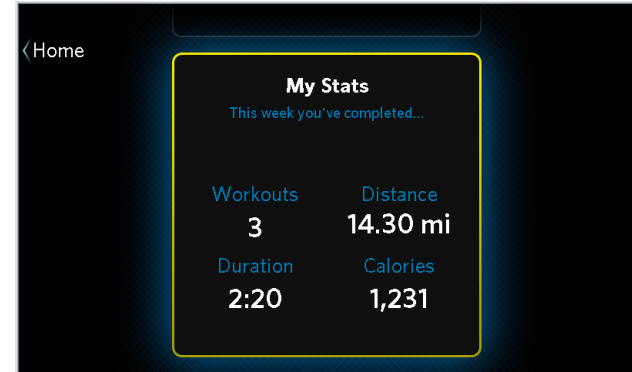 Home
My Stats
This week you've completed...
Workouts Distance
3 14.30 mi
Duration Calories
2:20 1,231